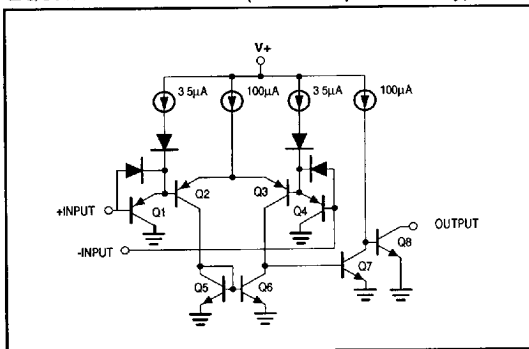 V+
3 5µA
100µA
3 5µA
100µA
Q2
Q3
+INPUT
Q1
Q4
OUTPUT
-INPUT
Q8
Q7
Q5
Q6